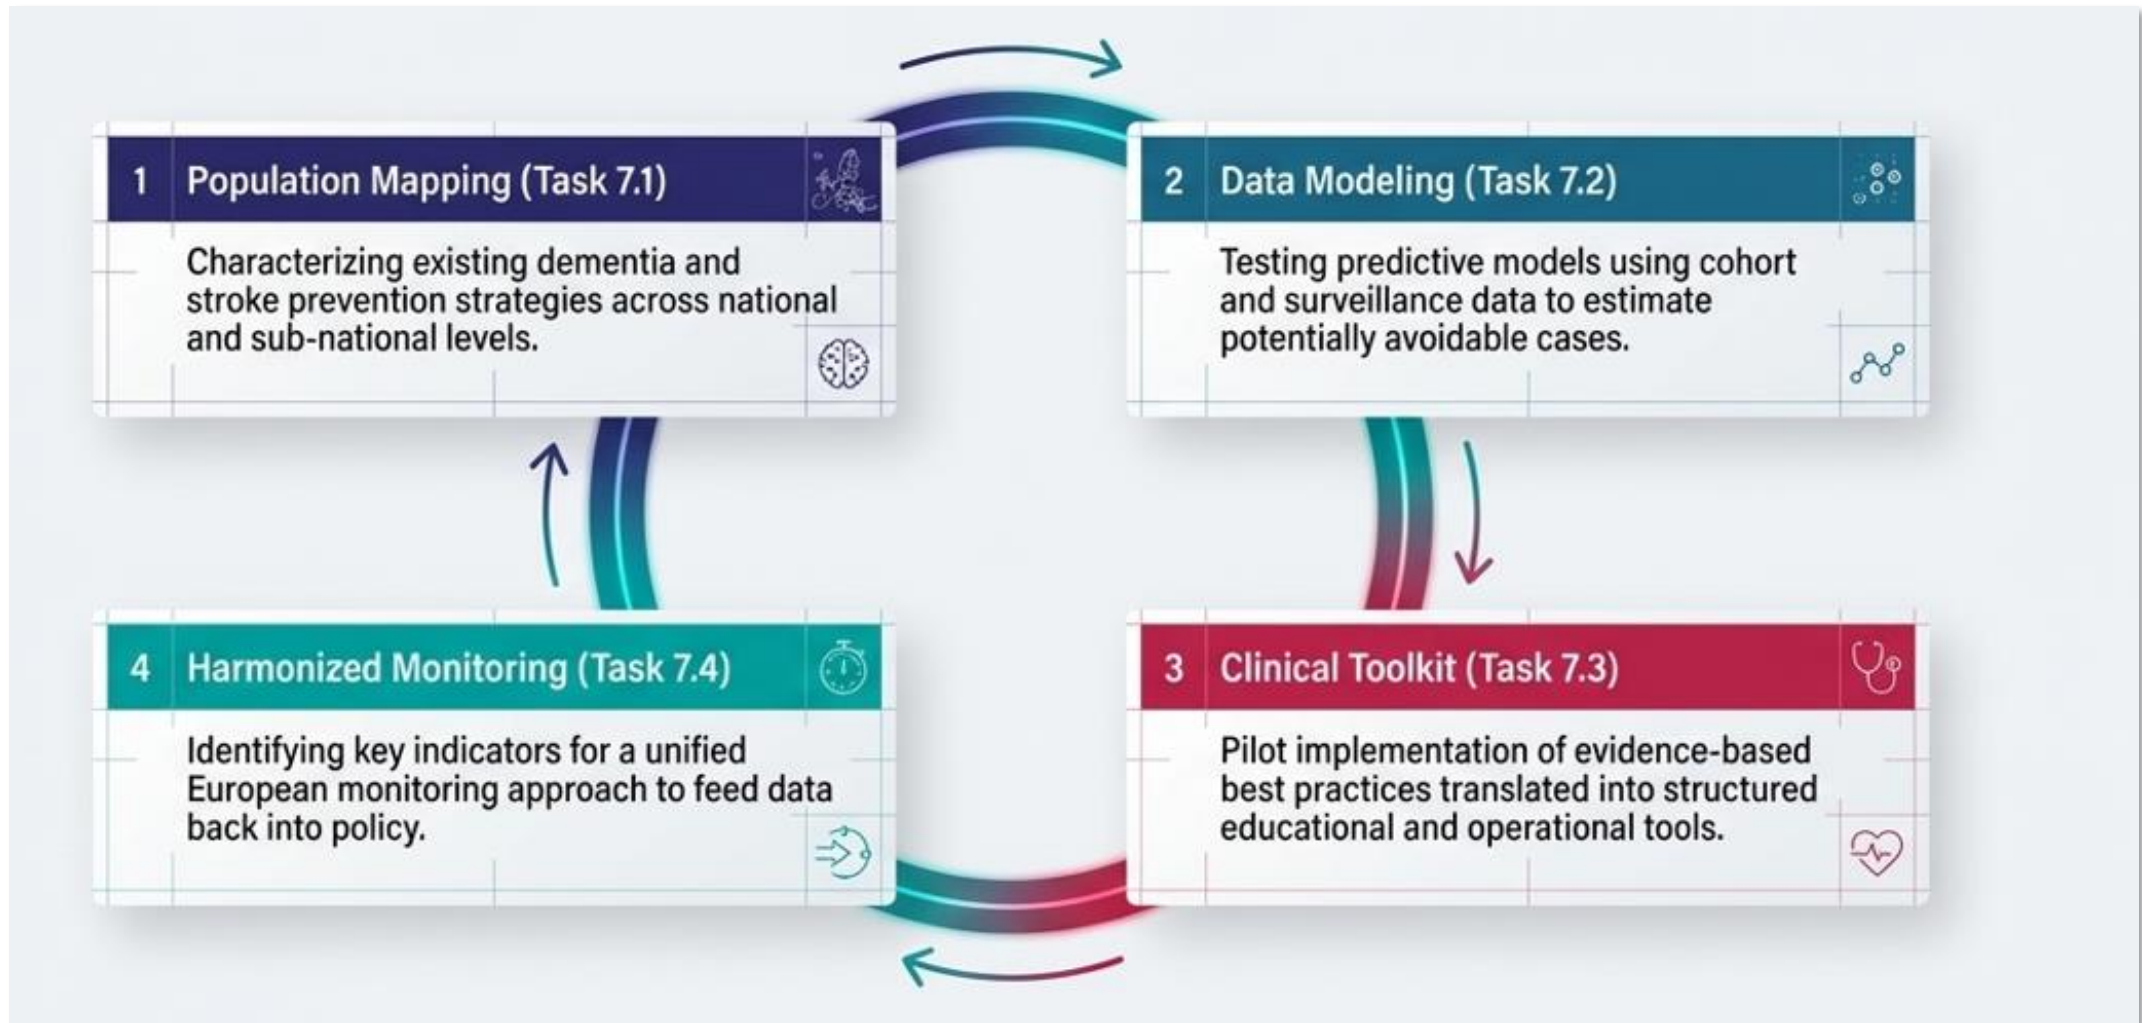 1 Population Mapping (Task 7.1)
Characterizing existing dementia and
stroke prevention strategies across national
and sub-national levels.
2 Data Modeling (Task 7.2)
Testing predictive models using cohort
and surveillance data to estimate
potentially avoidable cases.
3 Clinical Toolkit (Task 7.3)
Pilot implementation of evidence-based
best practices translated into structured
educational and operational tools.
4 Harmonized Monitoring (Task 7.4)
Identifying key indicators for a unified
European monitoring approach to feed data
back into policy.